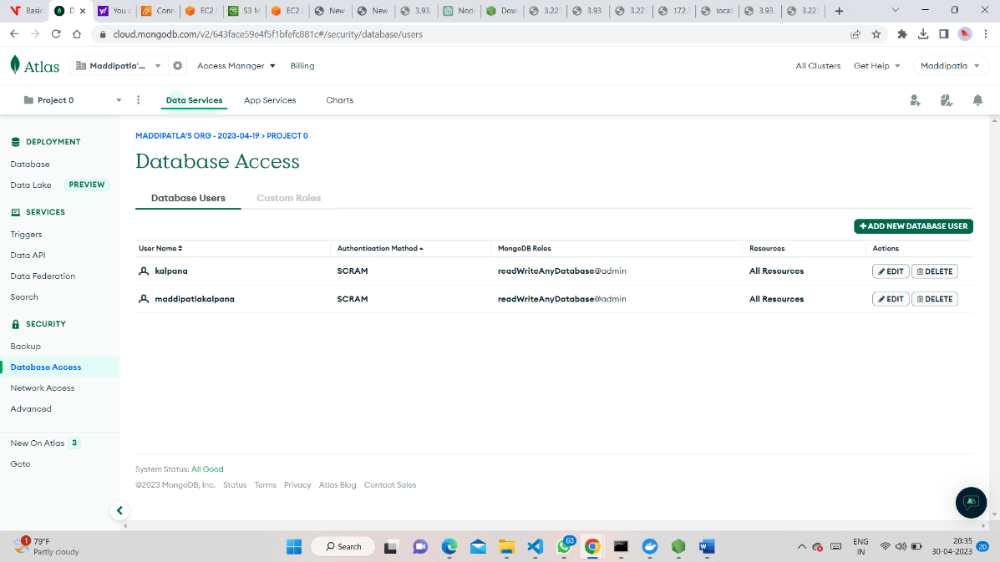 Basic
D
You a
Conn
EC2
S3 M
EC2
New
New
3.93.
Node
Dow
3.223
3.93.
3.223
172.3
locall
3.93.
3.223
cloud.mongodb.com/v2/643face59e4f5f1bfefc881c#/security/database/users
Atlas
Maddipatla'...
Access Manager
Billing
All Clusters
Get Help
Maddipatla
Project 0
Data Services
App Services
Charts
DEPLOYMENT
Database
Data Lake PREVIEW
SERVICES
Triggers
Data API
Data Federation
Search
SECURITY
Backup
Database Access
Network Access
Advanced
New On Atlas 3
Goto
MADDIPATLA'S ORG - 2023-04-19 > PROJECT 0
Database Access
Database Users
Custom Roles
+ ADD NEW DATABASE USER
User Name Authentication Method MongoDB Roles Resources Actions
kalpana SCRAM readWriteAnyDatabase@admin All Resources EDIT DELETE
maddipatlakalpana SCRAM readWriteAnyDatabase@admin All Resources EDIT DELETE
System Status: All Good
©2023 MongoDB, Inc. Status Terms Privacy Atlas Blog Contact Sales
1
79°F
Partly cloudy
Search
60
ENG
IN
20:35
30-04-2023
20